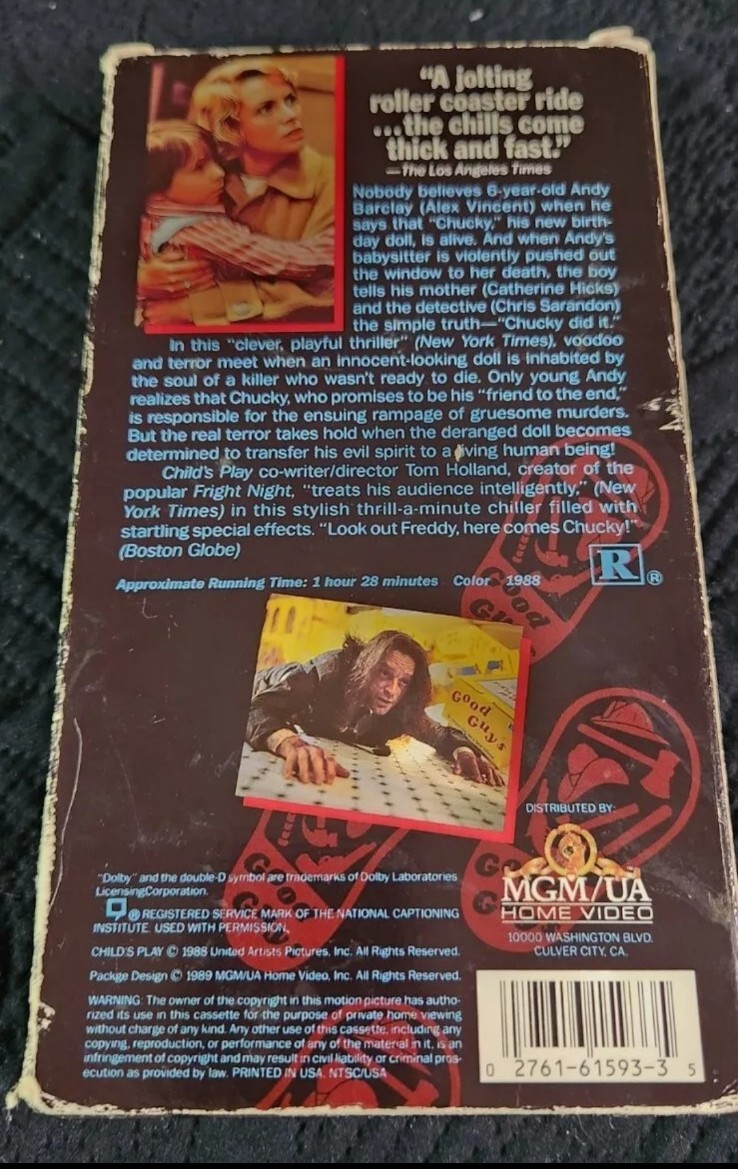 "A jolting
roller coaster ride
...the chills come
thick and fast."
—The Los Angeles Times
Nobody believes 6-year-old Andy
Barclay (Alex Vincent) when he
says that "Chucky," his new birth-
day doll, is alive. And when Andy's
babysitter is violently pushed out
the window to her death, the boy
tells his mother (Catherine Hicks)
and the detective (Chris Sarandon)
the simple truth—"Chucky did it."
In this "clever, playful thriller" (New York Times), voodoo
and terror meet when an innocent-looking doll is inhabited by
the soul of a killer who wasn't ready to die. Only young Andy
realizes that Chucky, who promises to be his "friend to the end,"
is responsible for the ensuing rampage of gruesome murders.
But the real terror takes hold when the deranged doll becomes
determined to transfer his evil spirit to a living human being!
Child's Play co-writer/director Tom Holland, creator of the
popular Fright Night, "treats his audience intelligently," (New
York Times) in this stylish thrill-a-minute chiller filled with
startling special effects. "Look out Freddy, here comes Chucky!"
(Boston Globe)
R ®
Approximate Running Time: 1 hour 28 minutes Color 1988
Good
Guys
Good
Guys
DISTRIBUTED BY:
MGM/UA
HOME VIDEO
10000 WASHINGTON BLVD.
CULVER CITY, CA.
"Dolby" and the double-D symbol are trademarks of Dolby Laboratories
LicensingCorporation.
® REGISTERED SERVICE MARK OF THE NATIONAL CAPTIONING
INSTITUTE. USED WITH PERMISSION.
CHILD'S PLAY © 1988 United Artists Pictures, Inc. All Rights Reserved.
Packge Design © 1989 MGM/UA Home Video, Inc. All Rights Reserved.
WARNING: The owner of the copyright in this motion picture has autho-
rized its use in this cassette for the purpose of private home viewing
without charge of any kind. Any other use of this cassette, including any
copying, reproduction, or performance of any of the material in it, is an
infringement of copyright and may result in civil liability or criminal pros-
ecution as provided by law. PRINTED IN USA. NTSC/USA
0 2761-61593-3 5